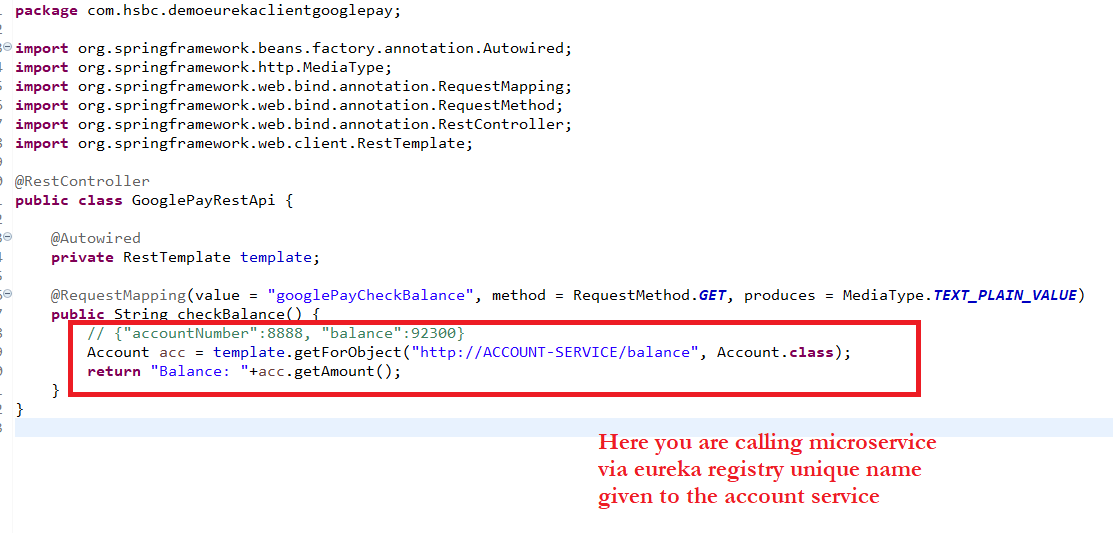 package com.hsbc.demoeurekaclientgooglepay;
import org.springframework.beans.factory.annotation.Autowired;
import org.springframework.http.MediaType;
import org.springframework.web.bind.annotation.RequestMapping;
import org.springframework.web.bind.annotation.RequestMethod;
import org.springframework.web.bind.annotation.RestController;
import org.springframework.web.client.RestTemplate;
@RestController
public class GooglePayRestApi {
@Autowired
private RestTemplate template;
@RequestMapping(value = "googlePayCheckBalance", method = RequestMethod.GET, produces = MediaType.TEXT_PLAIN_VALUE)
public String checkBalance() {
// {"accountNumber":8888, "balance":92300}
Account acc = template.getForObject("http://ACCOUNT-SERVICE/balance", Account.class);
return "Balance: "+acc.getAmount();
}
}
Here you are calling microservice
via eureka registry unique name
given to the account service